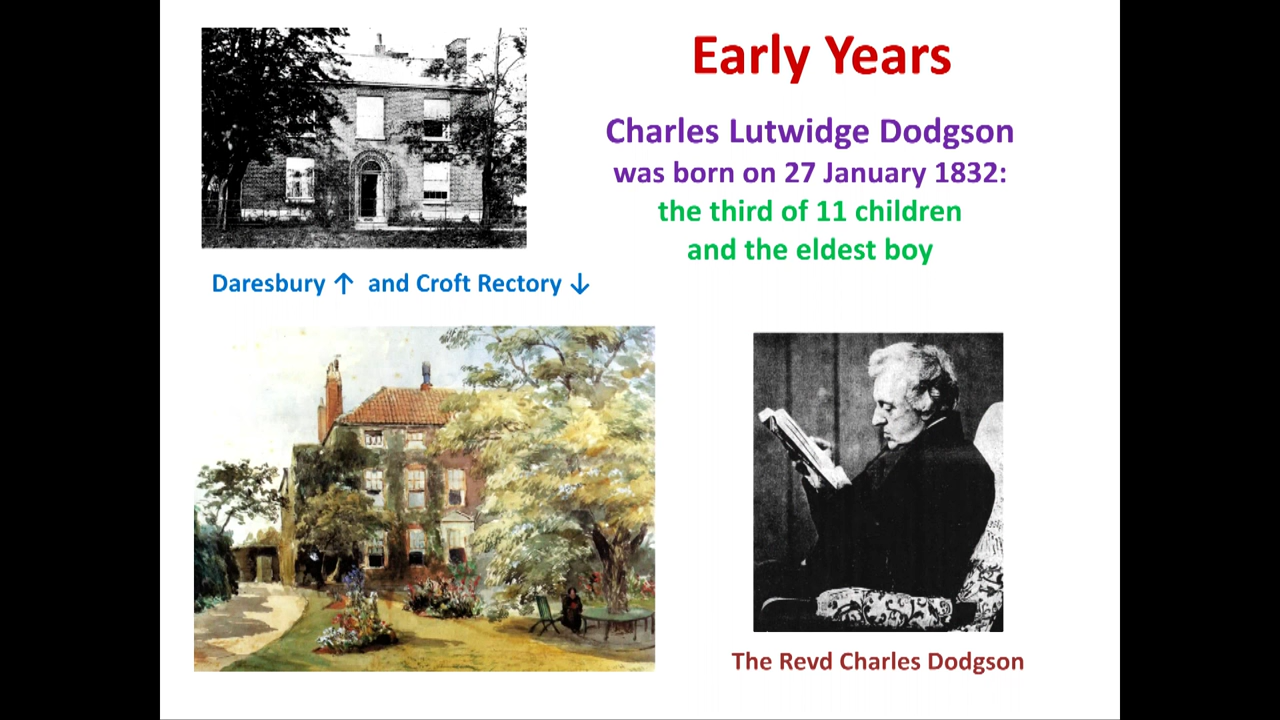 Early Years
Charles Lutwidge Dodgson
was born on 27 January 1832:
the third of 11 children
and the eldest boy
Daresbury ↑ and Croft Rectory ↓
The Revd Charles Dodgson